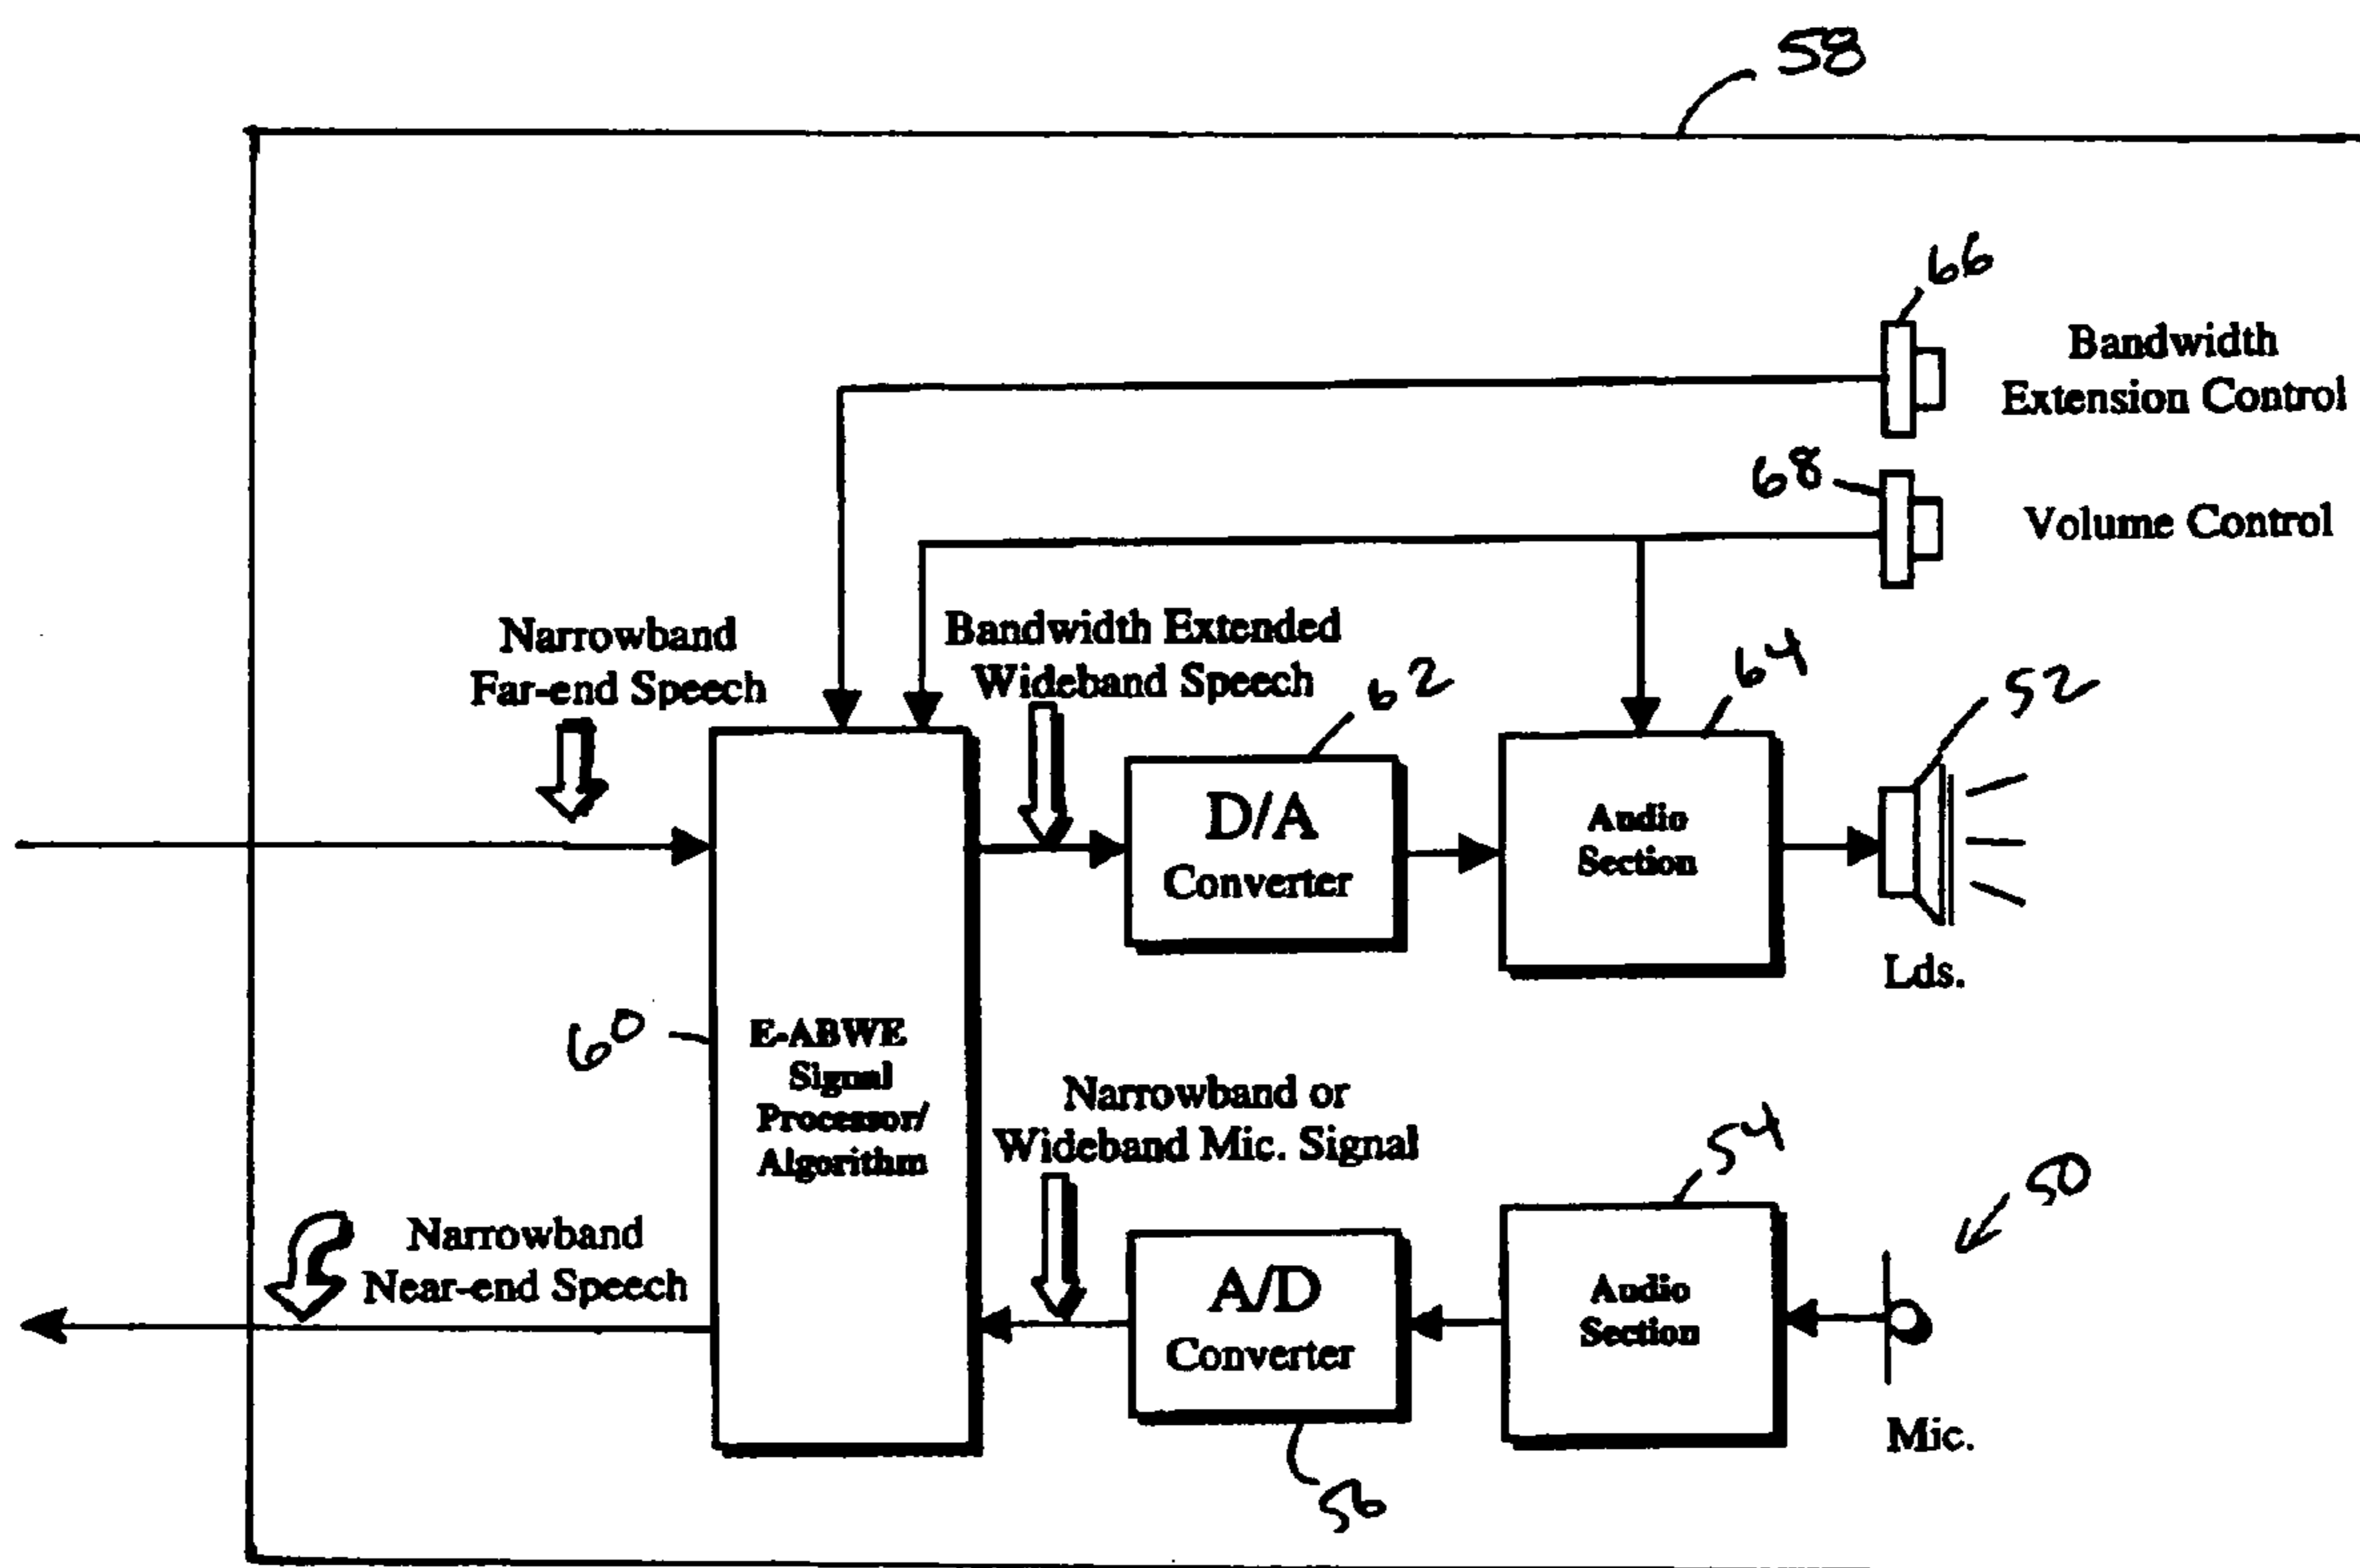 58
66
Bandwidth
Extension Control
68
Volume Control
Narrowband
Far-end Speech
Bandwidth Extended
Wideband Speech
62
64
52
D/A
Converter
Audio
Section
Lds.
60
E-ABWE
Signal
Processor/
Algorithm
Narrowband or
Wideband Mic. Signal
54
50
Narrowband
Near-end Speech
A/D
Converter
Audio
Section
Mic.
56